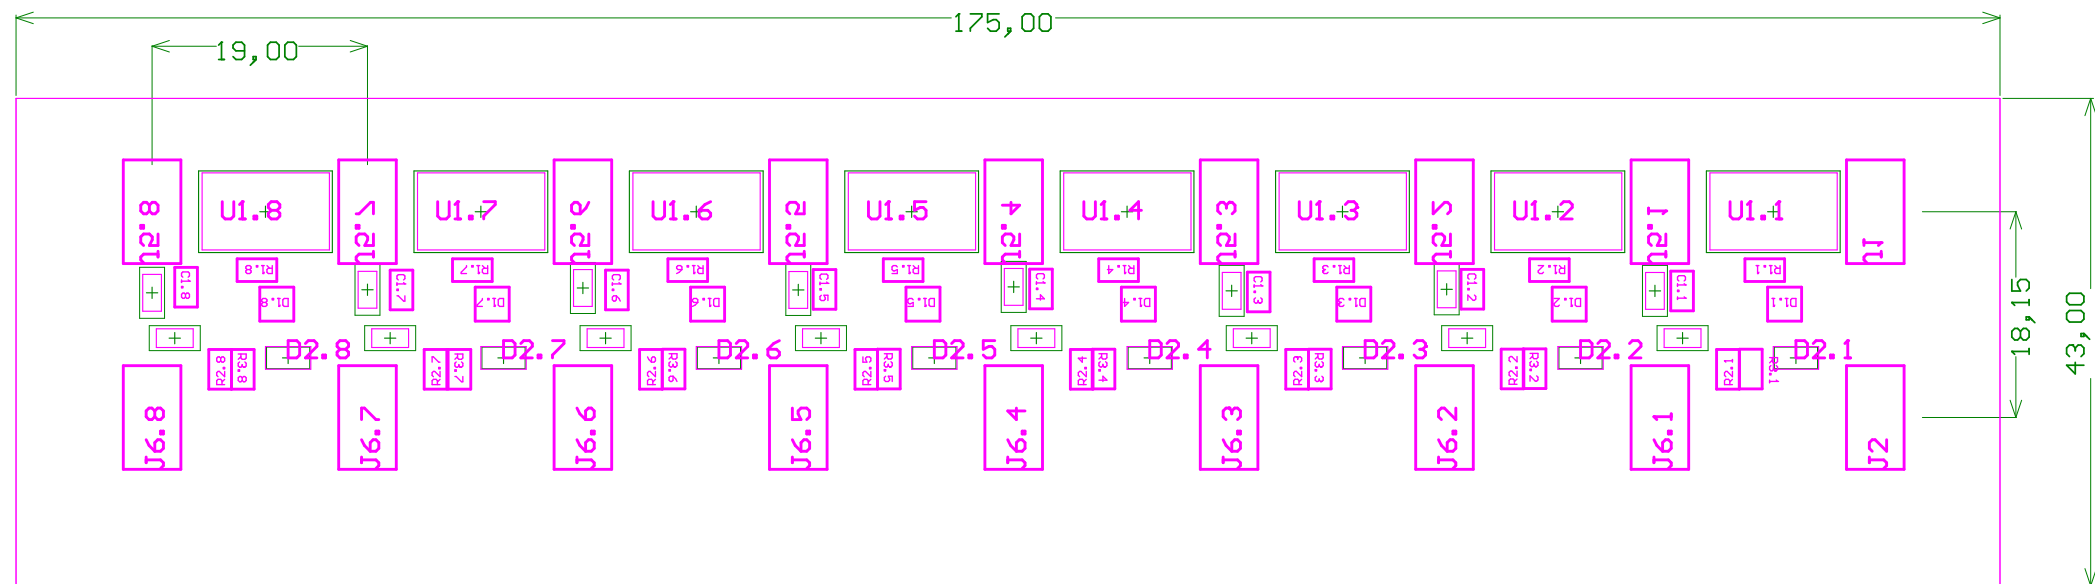 175,00
19,00
J5.8 U1.8 J5.7 U1.7 J5.6 U1.6 J5.5 U1.5 J5.4 U1.4 J5.3 U1.3 J5.2 U1.2 J5.1 U1.1 J1
C1.8 R1.8 C1.7 R1.7 C1.6 R1.6 C1.5 R1.5 C1.4 R1.4 C1.3 R1.3 C1.2 R1.2 C1.1 R1.1
D1.8 D1.7 D1.6 D1.5 D1.4 D1.3 D1.2 D1.1
18,15
43,00
R2.8 R3.8 D2.8 R2.7 R3.7 D2.7 R2.6 R3.6 D2.6 R2.5 R3.5 D2.5 R2.4 R3.4 D2.4 R2.3 R3.3 D2.3 R2.2 R3.2 D2.2 R2.1 R3.1 D2.1
J6.8 J6.7 J6.6 J6.5 J6.4 J6.3 J6.2 J6.1 J2